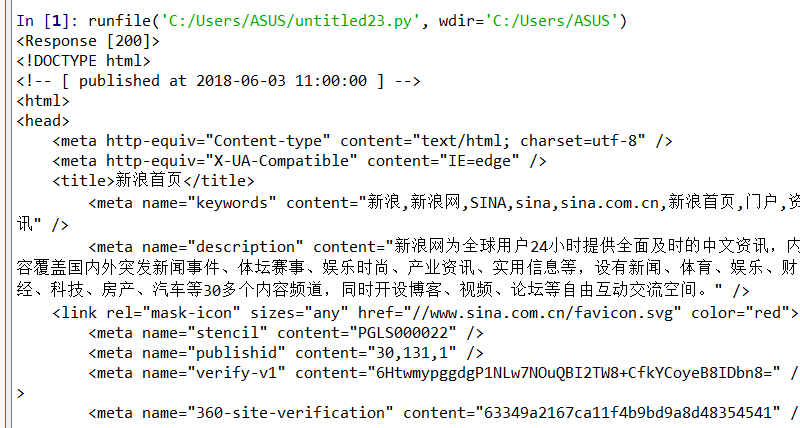 In [1]: runfile('C:/Users/ASUS/untitled23.py', wdir='C:/Users/ASUS')
<Response [200]>
<!DOCTYPE html>
<!-- [ published at 2018-06-03 11:00:00 ] -->
<html>
<head>
    <meta http-equiv="Content-type" content="text/html; charset=utf-8" />
    <meta http-equiv="X-UA-Compatible" content="IE=edge" />
    <title>新浪首页</title>
        <meta name="keywords" content="新浪,新浪网,SINA,sina,sina.com.cn,新浪首页,门户,资
讯" />
        <meta name="description" content="新浪网为全球用户24小时提供全面及时的中文资讯，内
容覆盖国内外突发新闻事件、体坛赛事、娱乐时尚、产业资讯、实用信息等，设有新闻、体育、娱乐、财
经、科技、房产、汽车等30多个内容频道，同时开设博客、视频、论坛等自由互动交流空间。" />
    <link rel="mask-icon" sizes="any" href="//www.sina.com.cn/favicon.svg" color="red">
        <meta name="stencil" content="PGLS000022" />
        <meta name="publishid" content="30,131,1" />
        <meta name="verify-v1" content="6HtwmypggdgP1NLw7NOuQBI2TW8+CfkYCoyeB8IDbn8=" /
>
        <meta name="360-site-verification" content="63349a2167ca11f4b9bd9a8d48354541" /